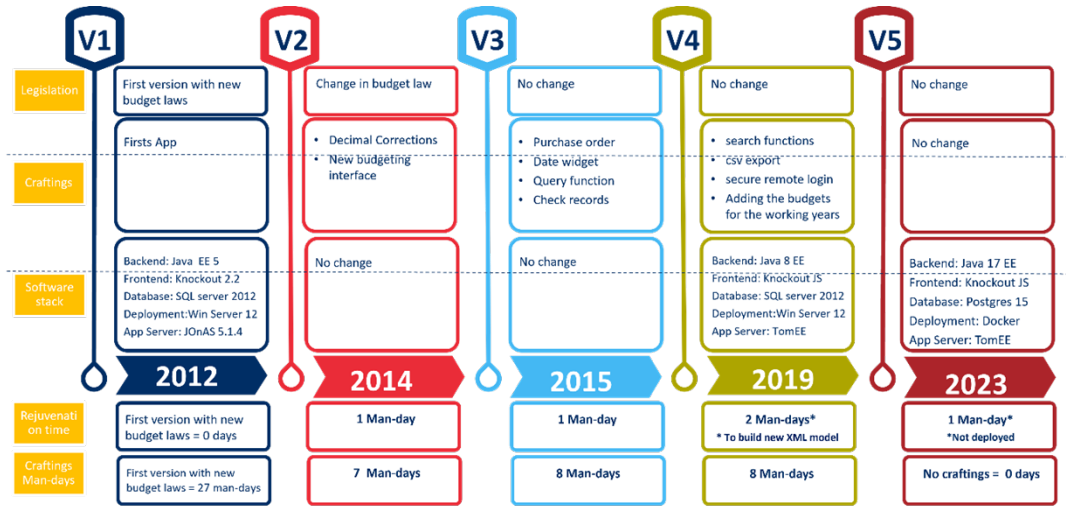 V1
V2
V3
V4
V5
Legislation
First version with new
budget laws
Change in budget law
No change
No change
No change
Craftings
Firsts App
• Decimal Corrections
• New budgeting
interface
• Purchase order
• Date widget
• Query function
• Check records
• search functions
• csv export
• secure remote login
• Adding the budgets
for the working years
No change
Software
stack
Backend: Java EE 5
Frontend: Knockout 2.2
Database: SQL server 2012
Deployment:Win Server 12
App Server: JOnAS 5.1.4
No change
No change
Backend: Java 8 EE
Frontend: Knockout JS
Database: SQL server 2012
Deployment:Win Server 12
App Server: TomEE
Backend: Java 17 EE
Frontend: Knockout JS
Database: Postgres 15
Deployment: Docker
App Server: TomEE
2012
2014
2015
2019
2023
Rejuvenati
on time
First version with new
budget laws = 0 days
1 Man-day
1 Man-day
2 Man-days*
* To build new XML model
1 Man-day*
*Not deployed
Craftings
Man-days
First version with new
budget laws = 27 man-days
7 Man-days
8 Man-days
8 Man-days
No craftings = 0 days